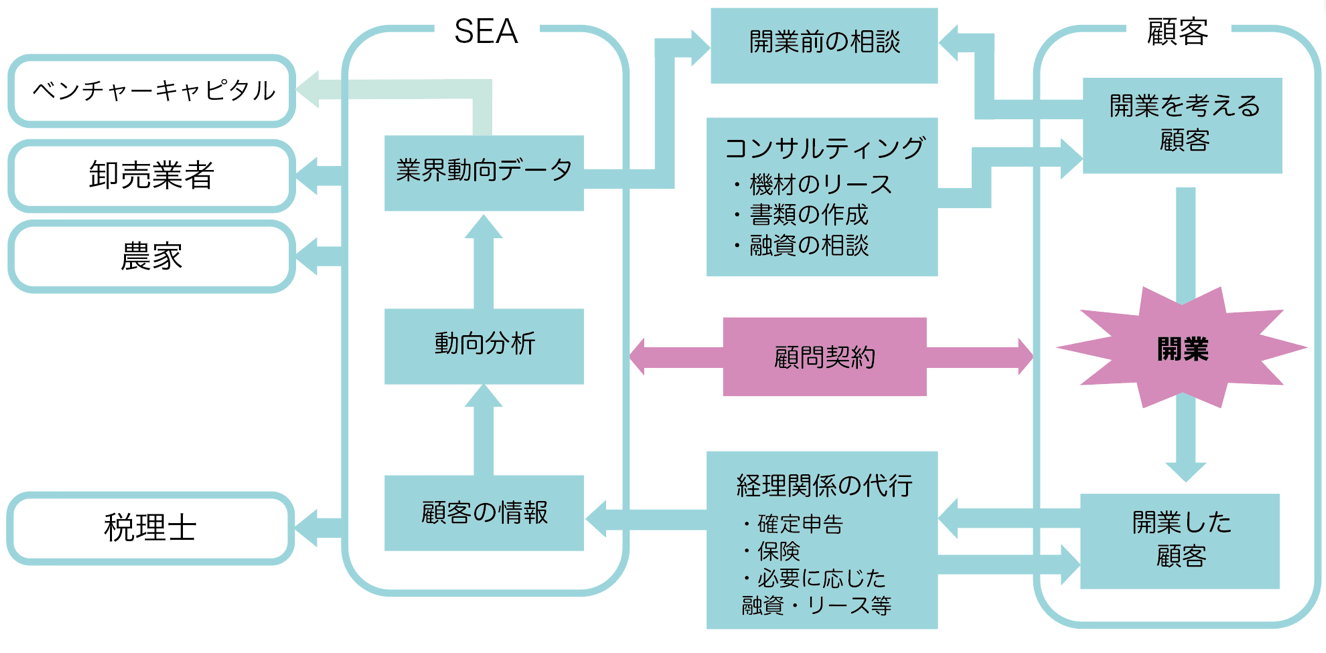 SEA
ベンチャーキャピタル
卸売業者
農家
税理士
業界動向データ
動向分析
顧客の情報
開業前の相談
コンサルティング
・機材のリース
・書類の作成
・融資の相談
顧問契約
経理関係の代行
・確定申告
・保険
・必要に応じた
融資・リース等
顧客
開業を考える
顧客
開業
開業した
顧客